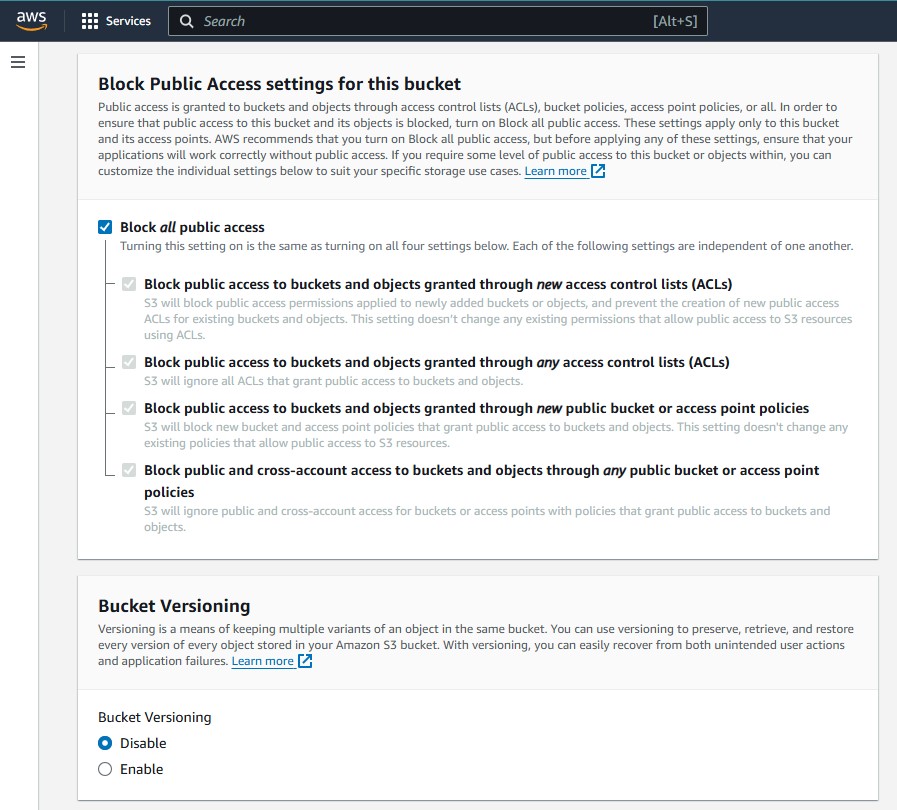 aws
Services
Search
[Alt+S]
Block Public Access settings for this bucket
Public access is granted to buckets and objects through access control lists (ACLs), bucket policies, access point policies, or all. In order to
ensure that public access to this bucket and its objects is blocked, turn on Block all public access. These settings apply only to this bucket
and its access points. AWS recommends that you turn on Block all public access, but before applying any of these settings, ensure that your
applications will work correctly without public access. If you require some level of public access to this bucket or objects within, you can
customize the individual settings below to suit your specific storage use cases. Learn more
Block all public access
Turning this setting on is the same as turning on all four settings below. Each of the following settings are independent of one another.
Block public access to buckets and objects granted through new access control lists (ACLs)
S3 will block public access permissions applied to newly added buckets or objects, and prevent the creation of new public access
ACLs for existing buckets and objects. This setting doesn't change any existing permissions that allow public access to S3 resources
using ACLs.
Block public access to buckets and objects granted through any access control lists (ACLs)
S3 will ignore all ACLs that grant public access to buckets and objects.
Block public access to buckets and objects granted through new public bucket or access point policies
S3 will block new bucket and access point policies that grant public access to buckets and objects. This setting doesn't change any
existing policies that allow public access to S3 resources.
Block public and cross-account access to buckets and objects through any public bucket or access point
policies
S3 will ignore public and cross-account access for buckets or access points with policies that grant public access to buckets and
objects.
Bucket Versioning
Versioning is a means of keeping multiple variants of an object in the same bucket. You can use versioning to preserve, retrieve, and restore
every version of every object stored in your Amazon S3 bucket. With versioning, you can easily recover from both unintended user actions
and application failures. Learn more
Bucket Versioning
Disable
Enable